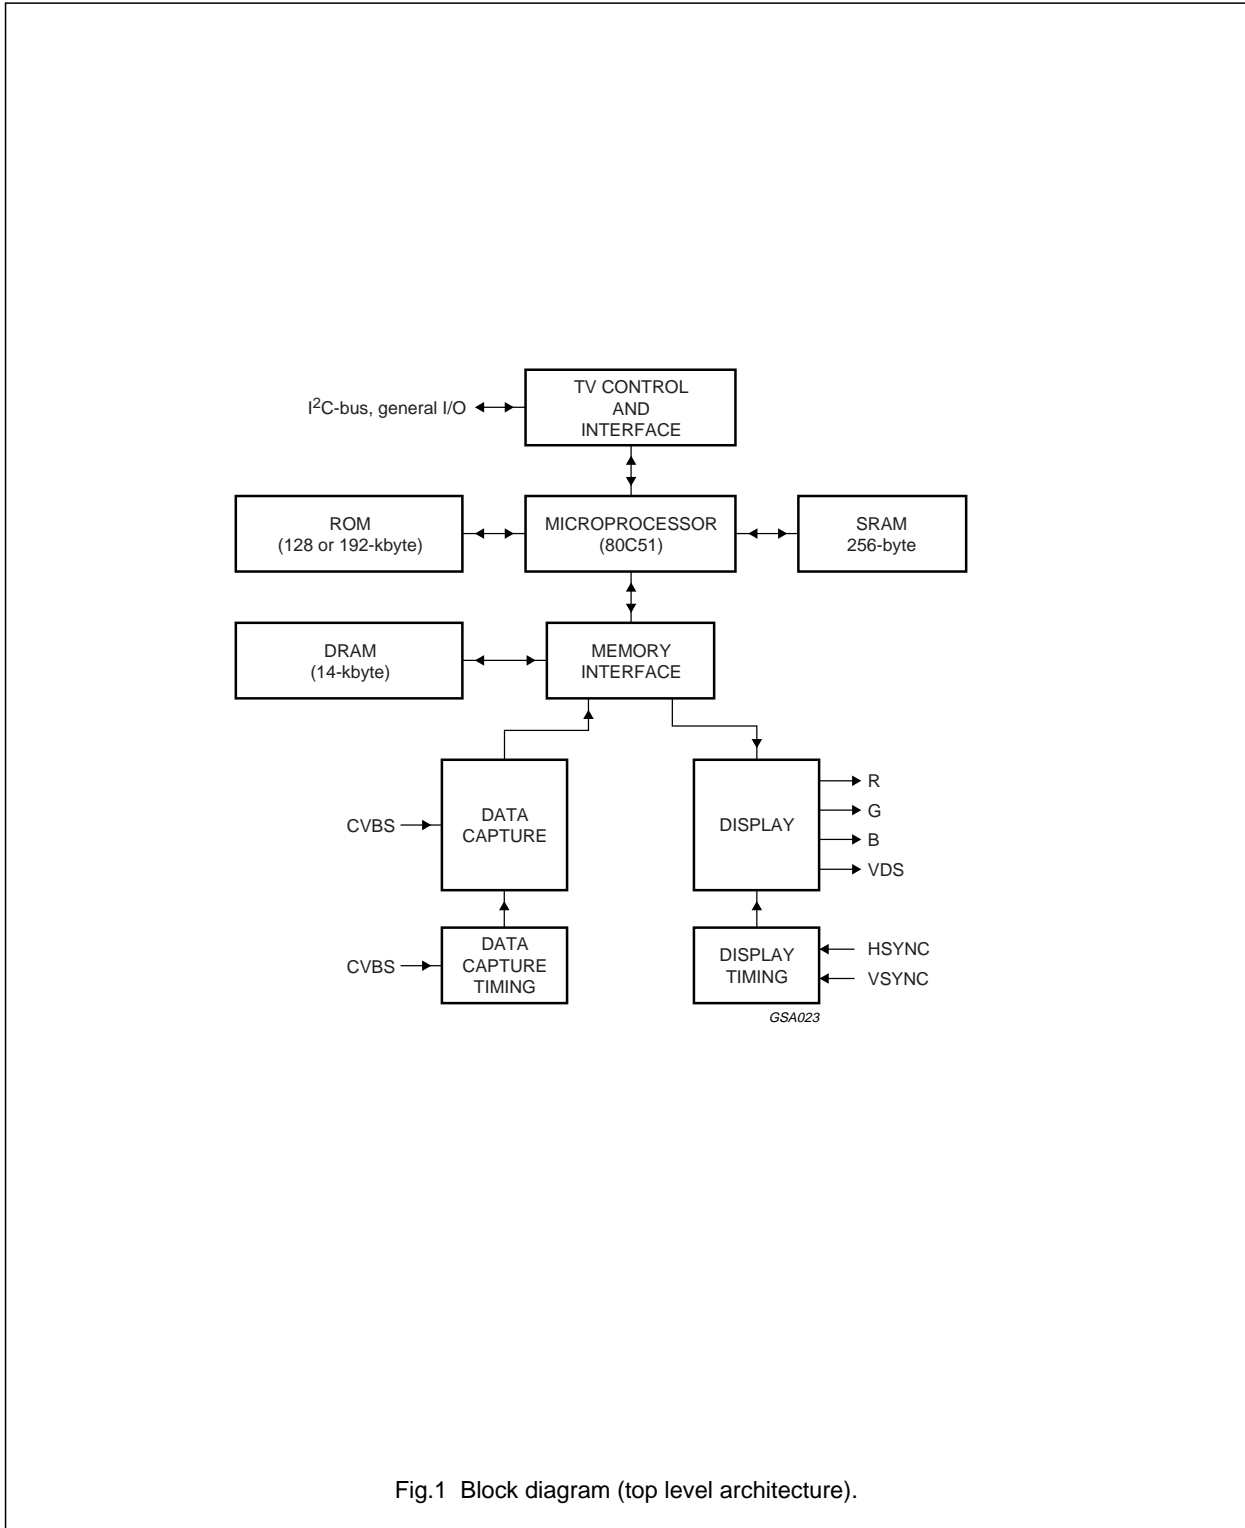 TV CONTROL
AND
INTERFACE
I2C-bus, general I/O
ROM
(128 or 192-kbyte)
MICROPROCESSOR
(80C51)
SRAM
256-byte
DRAM
(14-kbyte)
MEMORY
INTERFACE
CVBS
DATA
CAPTURE
DISPLAY
R
G
B
VDS
CVBS
DATA
CAPTURE
TIMING
DISPLAY
TIMING
HSYNC
VSYNC
GSA023
Fig.1 Block diagram (top level architecture).